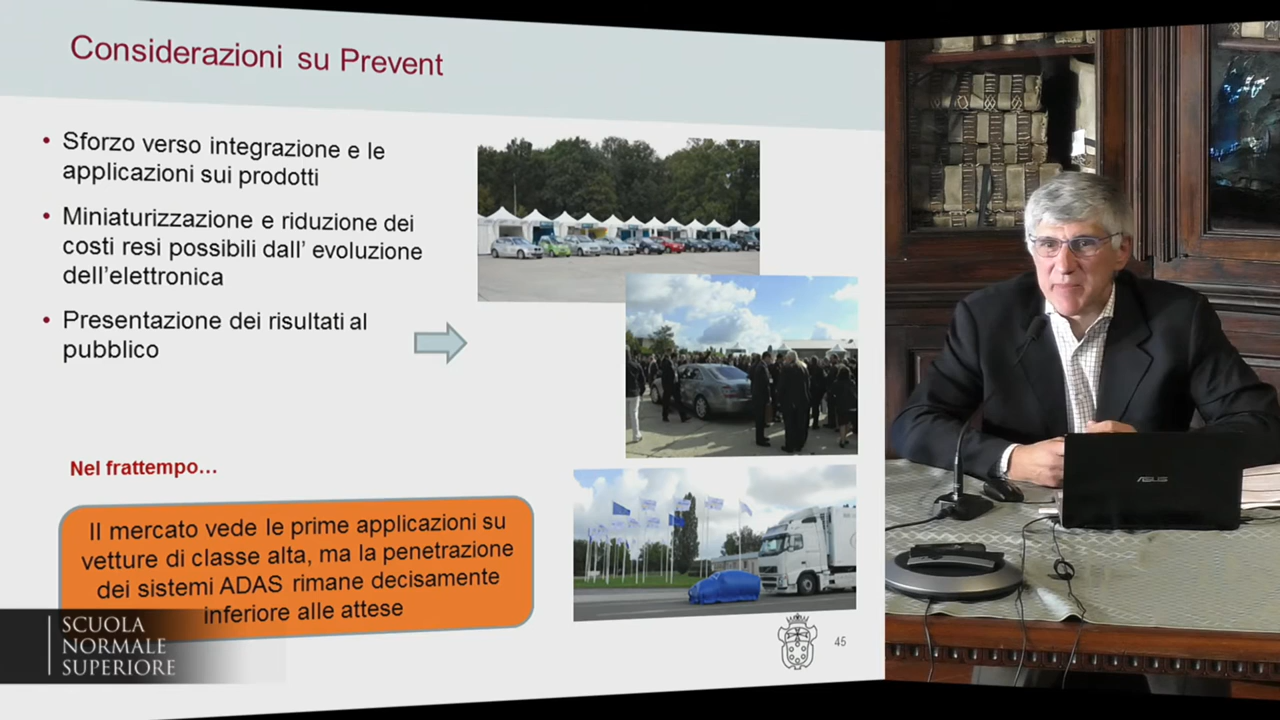 Considerazioni su Prevent
• Sforzo verso integrazione e le
applicazioni sui prodotti
• Miniaturizzazione e riduzione dei
costi resi possibili dall’ evoluzione
dell’elettronica
• Presentazione dei risultati al
pubblico
Nel frattempo...
Il mercato vede le prime applicazioni su
vetture di classe alta, ma la penetrazione
dei sistemi ADAS rimane decisamente
inferiore alle attese
SCUOLA
NORMALE
SUPERIORE
45
ASUS